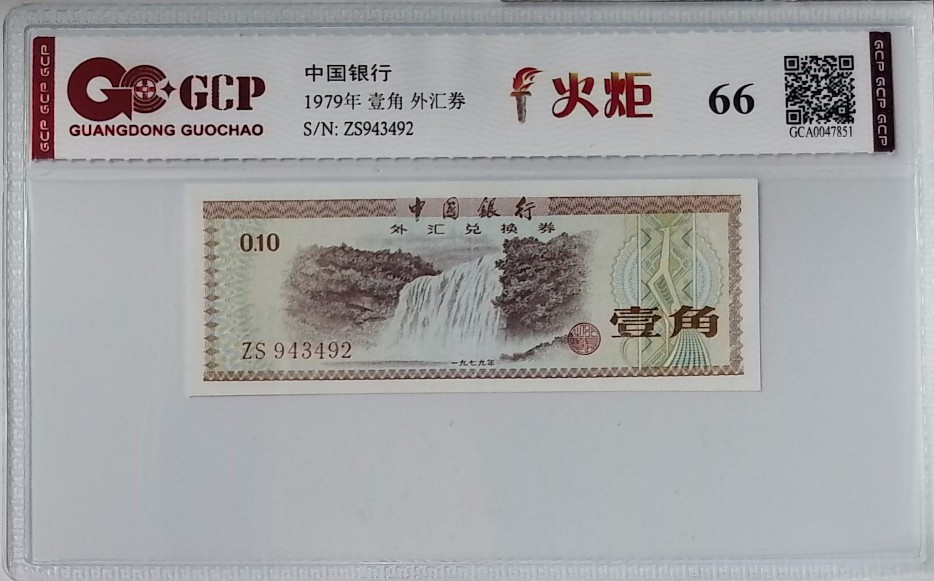 GCP GCP GCP
GCP
GUANGDONG GUOCHAO
中国银行
1979年 壹角 外汇券
S/N: ZS943492
火炬
66
GCA0047851
GCP GCP GCP
中国銀行
外汇兑换券
0.10
壹角
ZS 943492
一九七九年